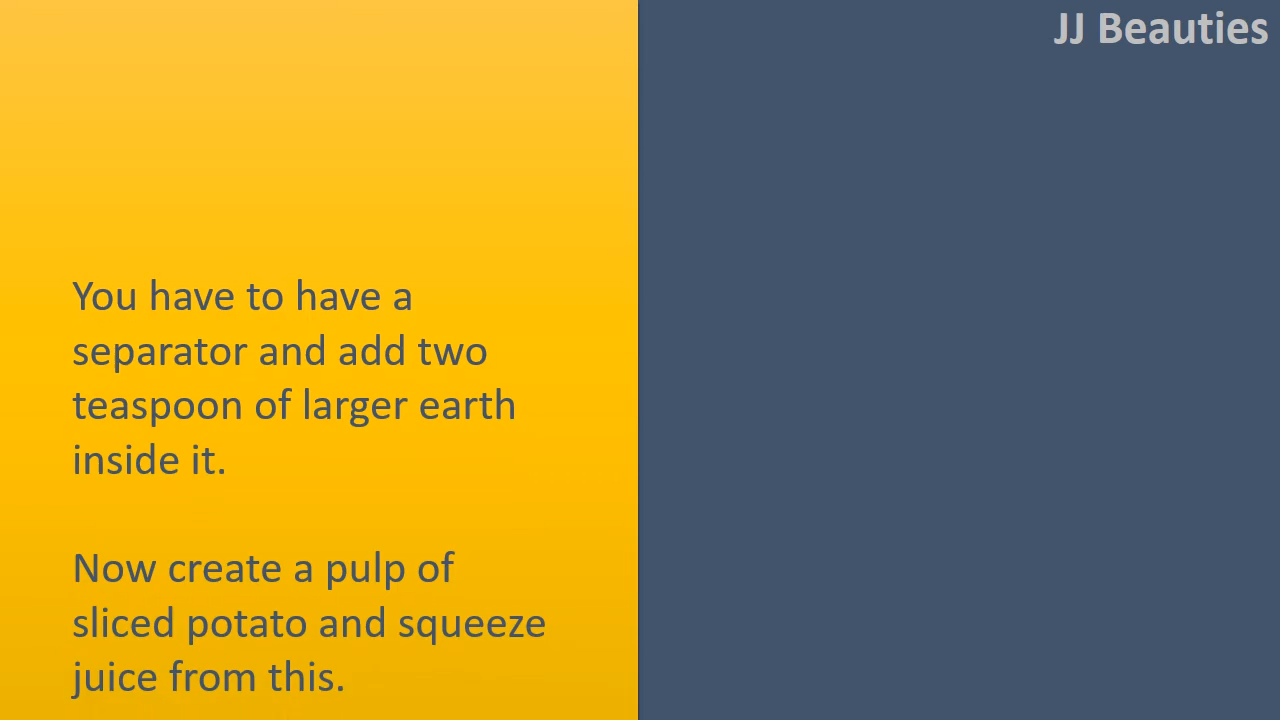 JJ Beauties
You have to have a
separator and add two
teaspoon of larger earth
inside it.
Now create a pulp of
sliced potato and squeeze
juice from this.